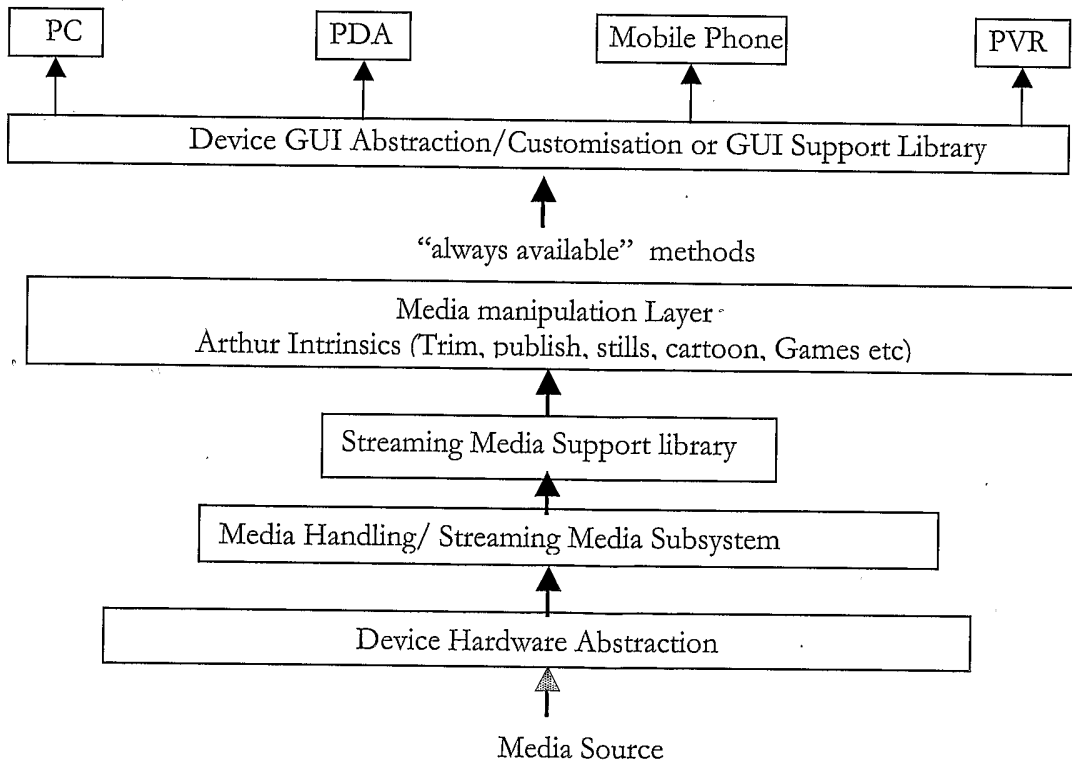 PC
PDA
Mobile Phone
PVR
Device GUI Abstraction/Customisation or GUI Support Library
“always available” methods
Media manipulation Layer
Arthur Intrinsics (Trim, publish, stills, cartoon, Games etc)
Streaming Media Support library
Media Handling/ Streaming Media Subsystem
Device Hardware Abstraction
Media Source